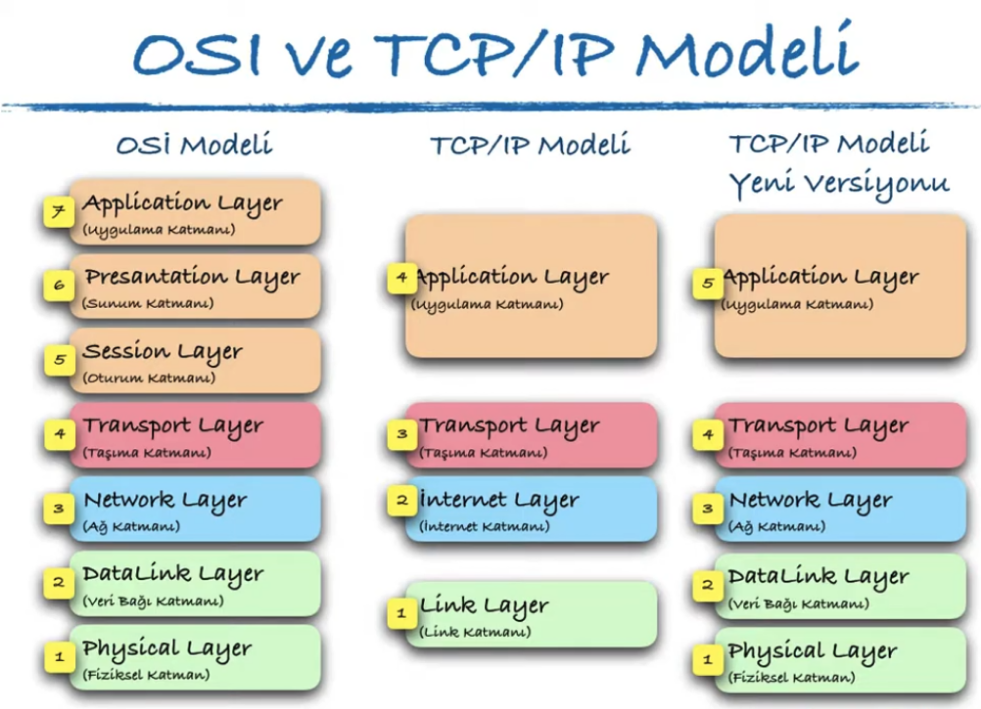 OSI ve TCP/IP Modeli
OSİ Modeli
7
Application Layer
(Uygulama Katmanı)
6
Presantation Layer
(Sunum Katmanı)
5
Session Layer
(Oturum Katmanı)
4
Transport Layer
(Taşıma Katmanı)
3
Network Layer
(Ağ Katmanı)
2
DataLink Layer
(Veri Bağı Katmanı)
1
Physical Layer
(Fiziksel Katman)
TCP/IP Modeli
4
Application Layer
(Uygulama Katmanı)
3
Transport Layer
(Taşıma Katmanı)
2
İnternet Layer
(İnternet Katmanı)
1
Link Layer
(Link Katmanı)
TCP/IP Modeli
Yeni Versiyonu
5
Application Layer
(Uygulama Katmanı)
4
Transport Layer
(Taşıma Katmanı)
3
Network Layer
(Ağ Katmanı)
2
DataLink Layer
(Veri Bağı Katmanı)
1
Physical Layer
(Fiziksel Katman)